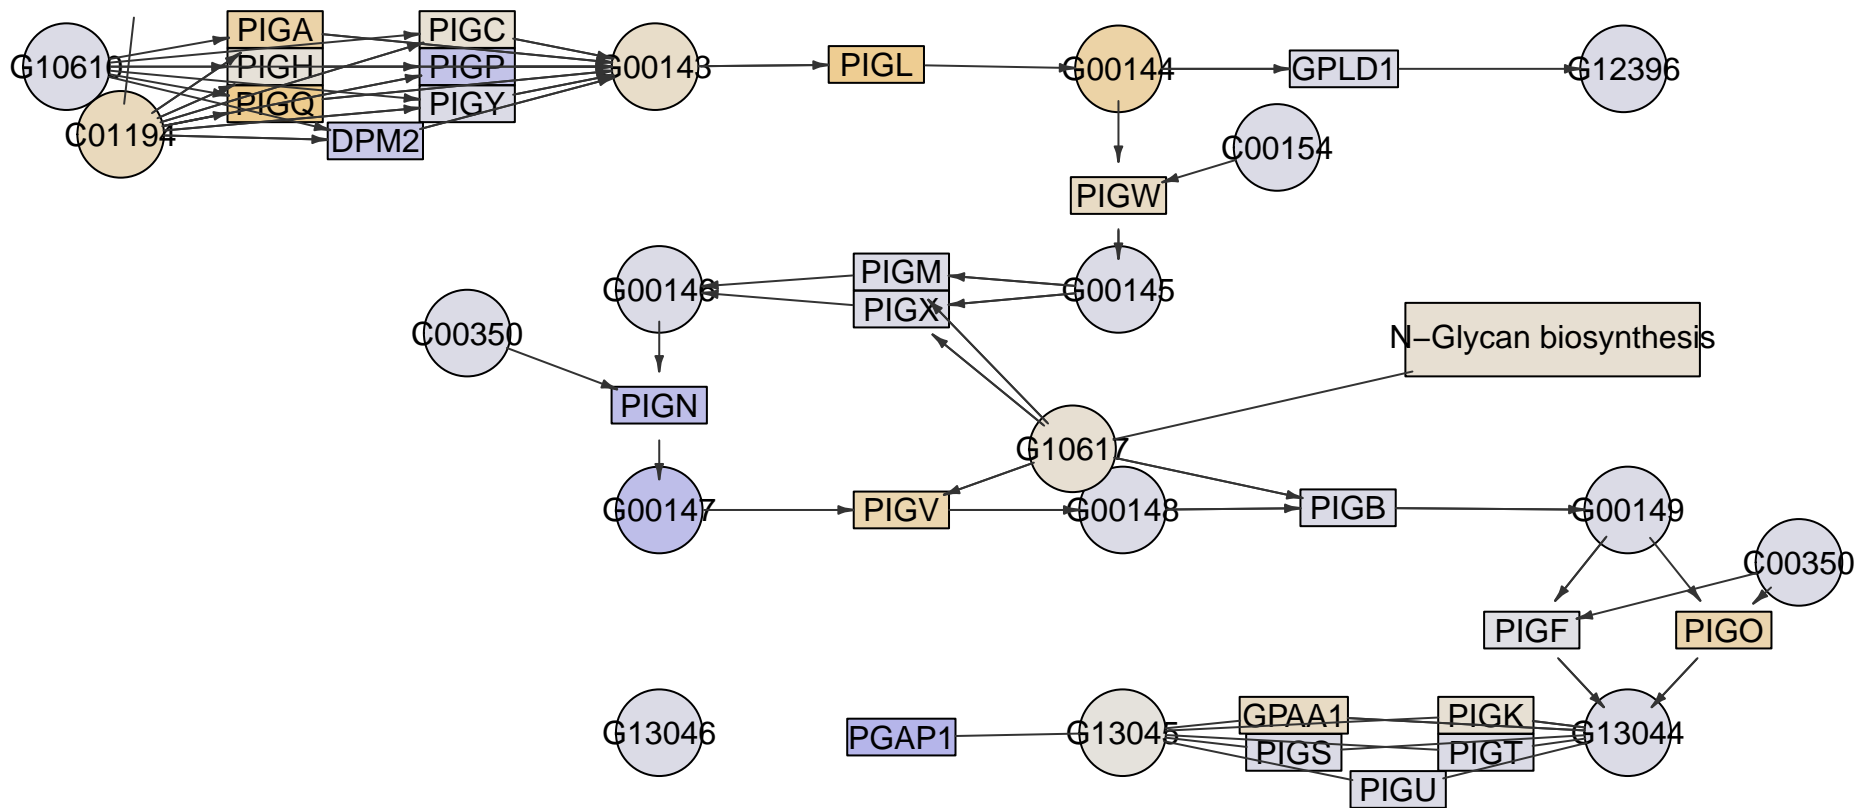 PIGA
PIGC
G10610
PIGH
PIGP
G00143
PIGL
G00144
GPLD1
G12396
PIGQ
PIGY
C01194
DPM2
C00154
PIGW
PIGM
G00146
G00145
PIGX
C00350
N−Glycan biosynthesis
PIGN
G10617
G00147
PIGV
G00148
PIGB
G00149
C00350
PIGF
PIGO
GPAA1
PIGK
G13046
PGAP1
G13045
G13044
PIGS
PIGT
PIGU